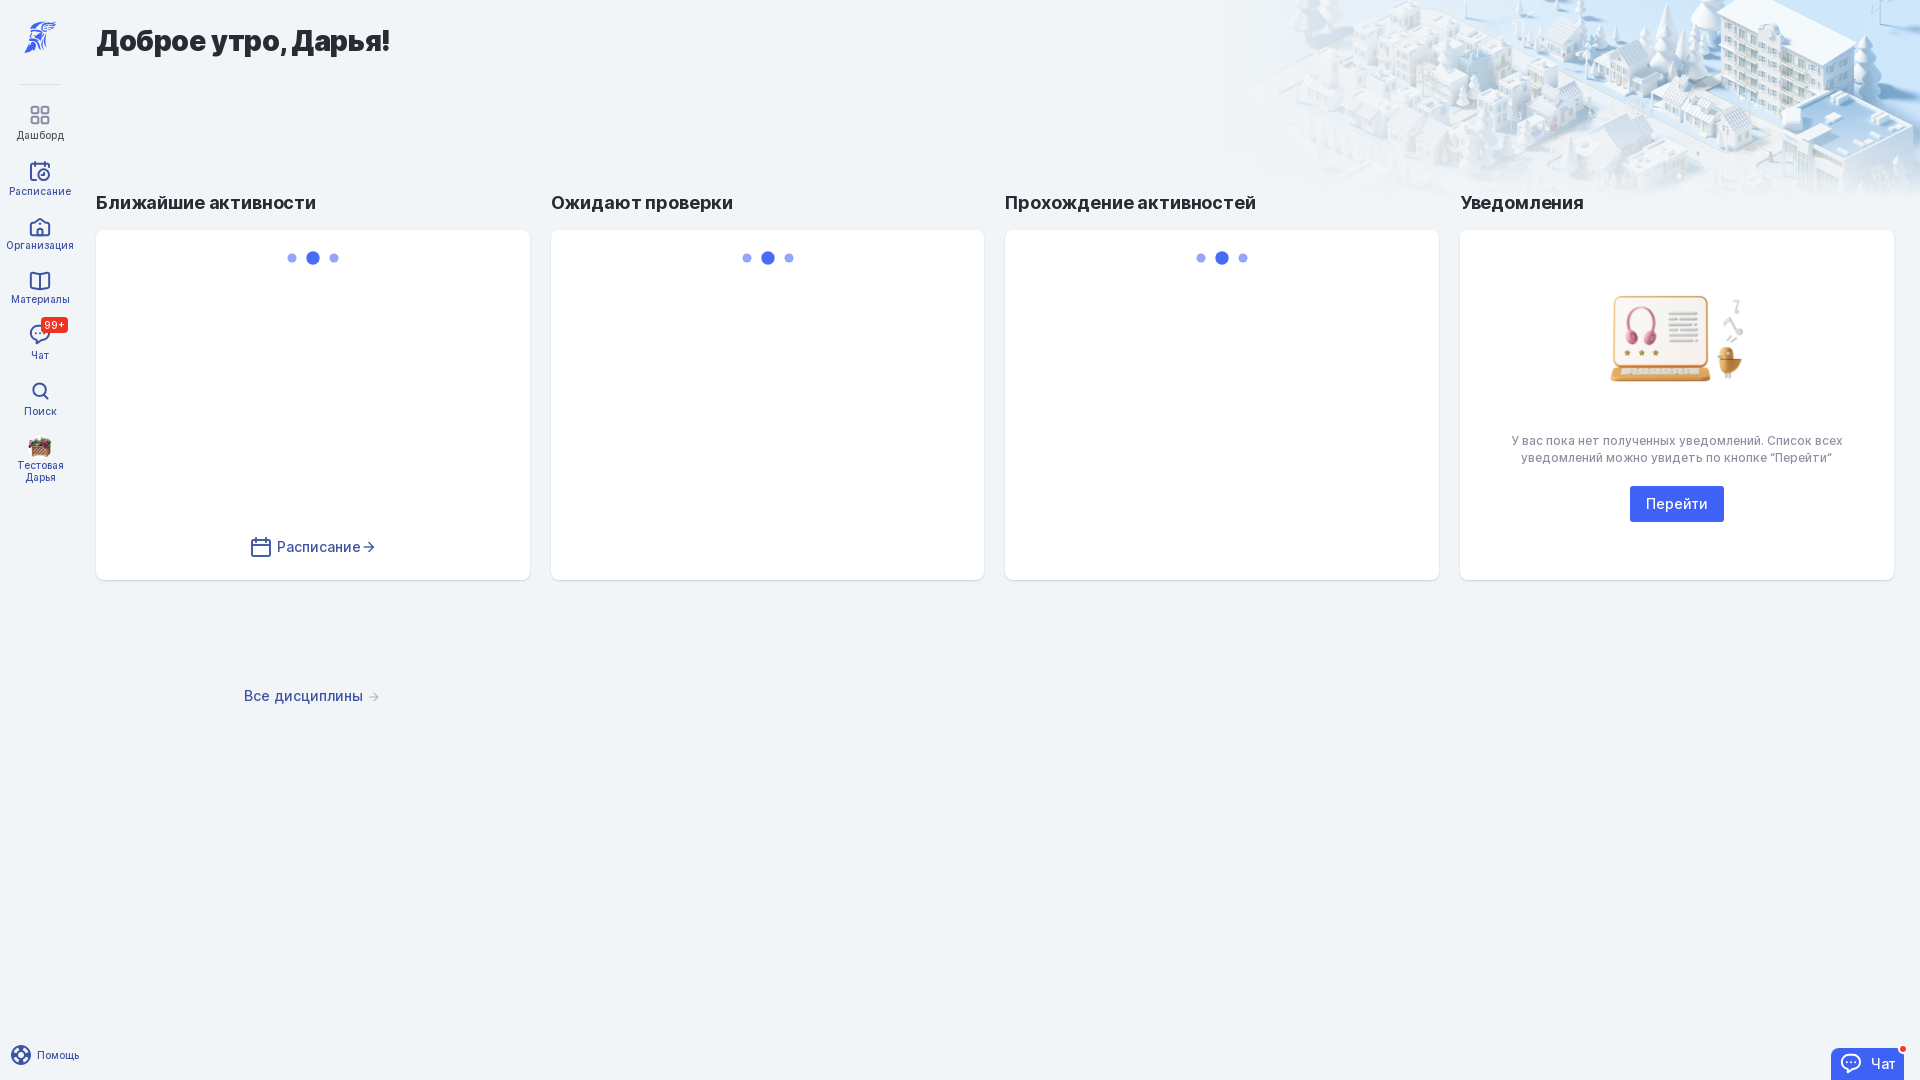 Доброе утро, Дарья!
Дашборд
Расписание
Организация
Материалы
99+
Чат
Поиск
Тестовая
Дарья
Ближайшие активности
Расписание
Ожидают проверки
Прохождение активностей
Уведомления
У вас пока нет полученных уведомлений. Список всех
уведомлений можно увидеть по кнопке “Перейти“
Перейти
Все дисциплины
Помощь
Чат